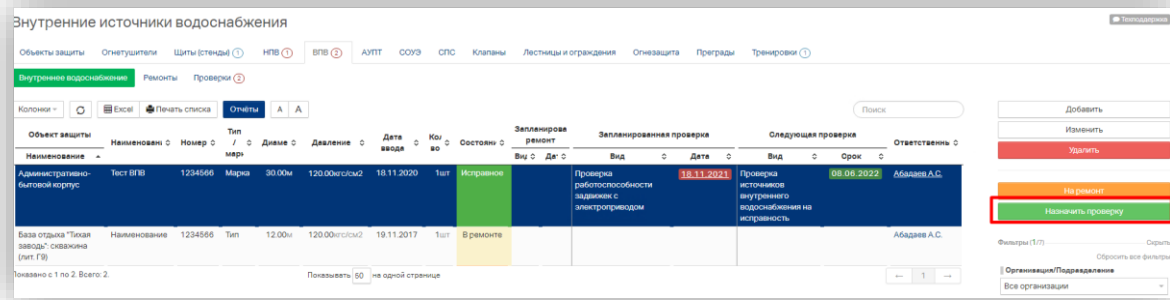 Внутренние источники водоснабжения
Техподдержка
Объекты защиты Огнетушители Щиты (стенды) 1 НПВ 1 ВПВ 2 АУПТ СОУЭ СПС Клапаны Лестницы и ограждения Огнезащита Преграды Тренировки 1
Внутреннее водоснабжение Ремонты Проверки 2
Колонки Excel Печать списка Отчёты A A Поиск
Объект защиты Наименовані Номер Тип / марк Диаме Давление Дата ввода Кол во Состояни Запланирова ремонт Запланированная проверка Следующая проверка Ответственнь
Наименование Ви Да Вид Дата Вид Срок
Административно-бытовой корпус Тест ВПВ 1234566 Марка 30.00м 120.00кгс/см2 18.11.2020 1шт Исправное Проверка работоспособности задвижек с электроприводом 18.11.2021 Проверка источников внутреннего водоснабжения на исправность 08.06.2022 Абадаев А.С.
База отдыха "Тихая заводь": скважина (лит. Г9) Наименование 1234566 Тип 12.00м 120.00кгс/см2 19.11.2017 1шт В ремонте Абадаев А.С.
Показано с 1 по 2. Всего: 2. Показывать 50 на одной странице ← 1 →
Добавить
Изменить
Удалить
На ремонт
Назначить проверку
Фильтры (1/7) Скрыть
Сбросить все фильтры
Организация/Подразделение
Все организации